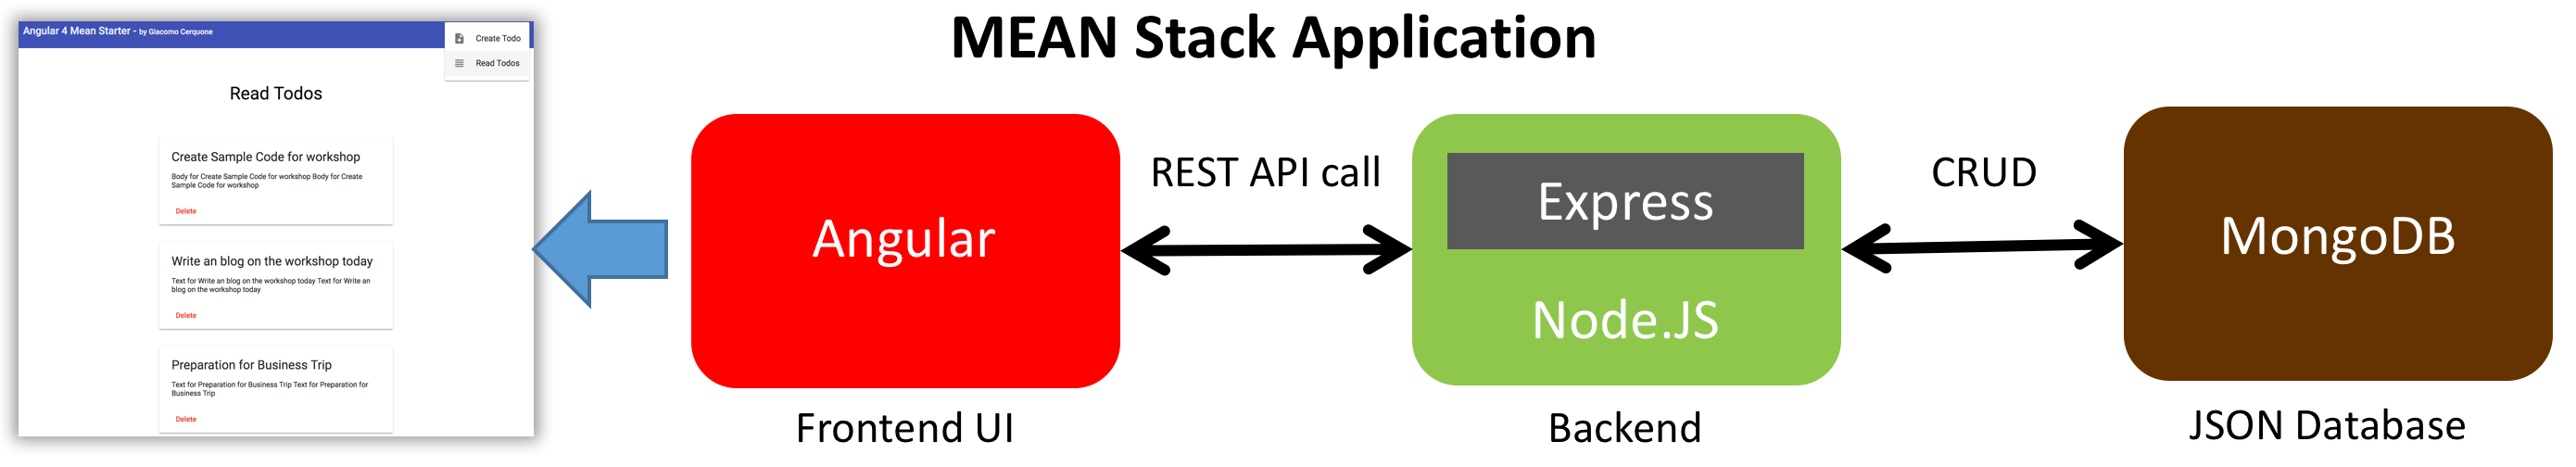 MEAN Stack Application
Angular 4 Mean Starter - by Giacomo Cerquone
Create Todo
Read Todos
Read Todos
Create Sample Code for workshop
Body for Create Sample Code for workshop Body for Create
Sample Code for workshop
Delete
Write an blog on the workshop today
Text for Write an blog on the workshop today Text for Write an
blog on the workshop today
Delete
Preparation for Business Trip
Text for Preparation for Business Trip Text for Preparation for
Business Trip
Delete
Angular
Frontend UI
REST API call
Express
Node.JS
Backend
CRUD
MongoDB
JSON Database